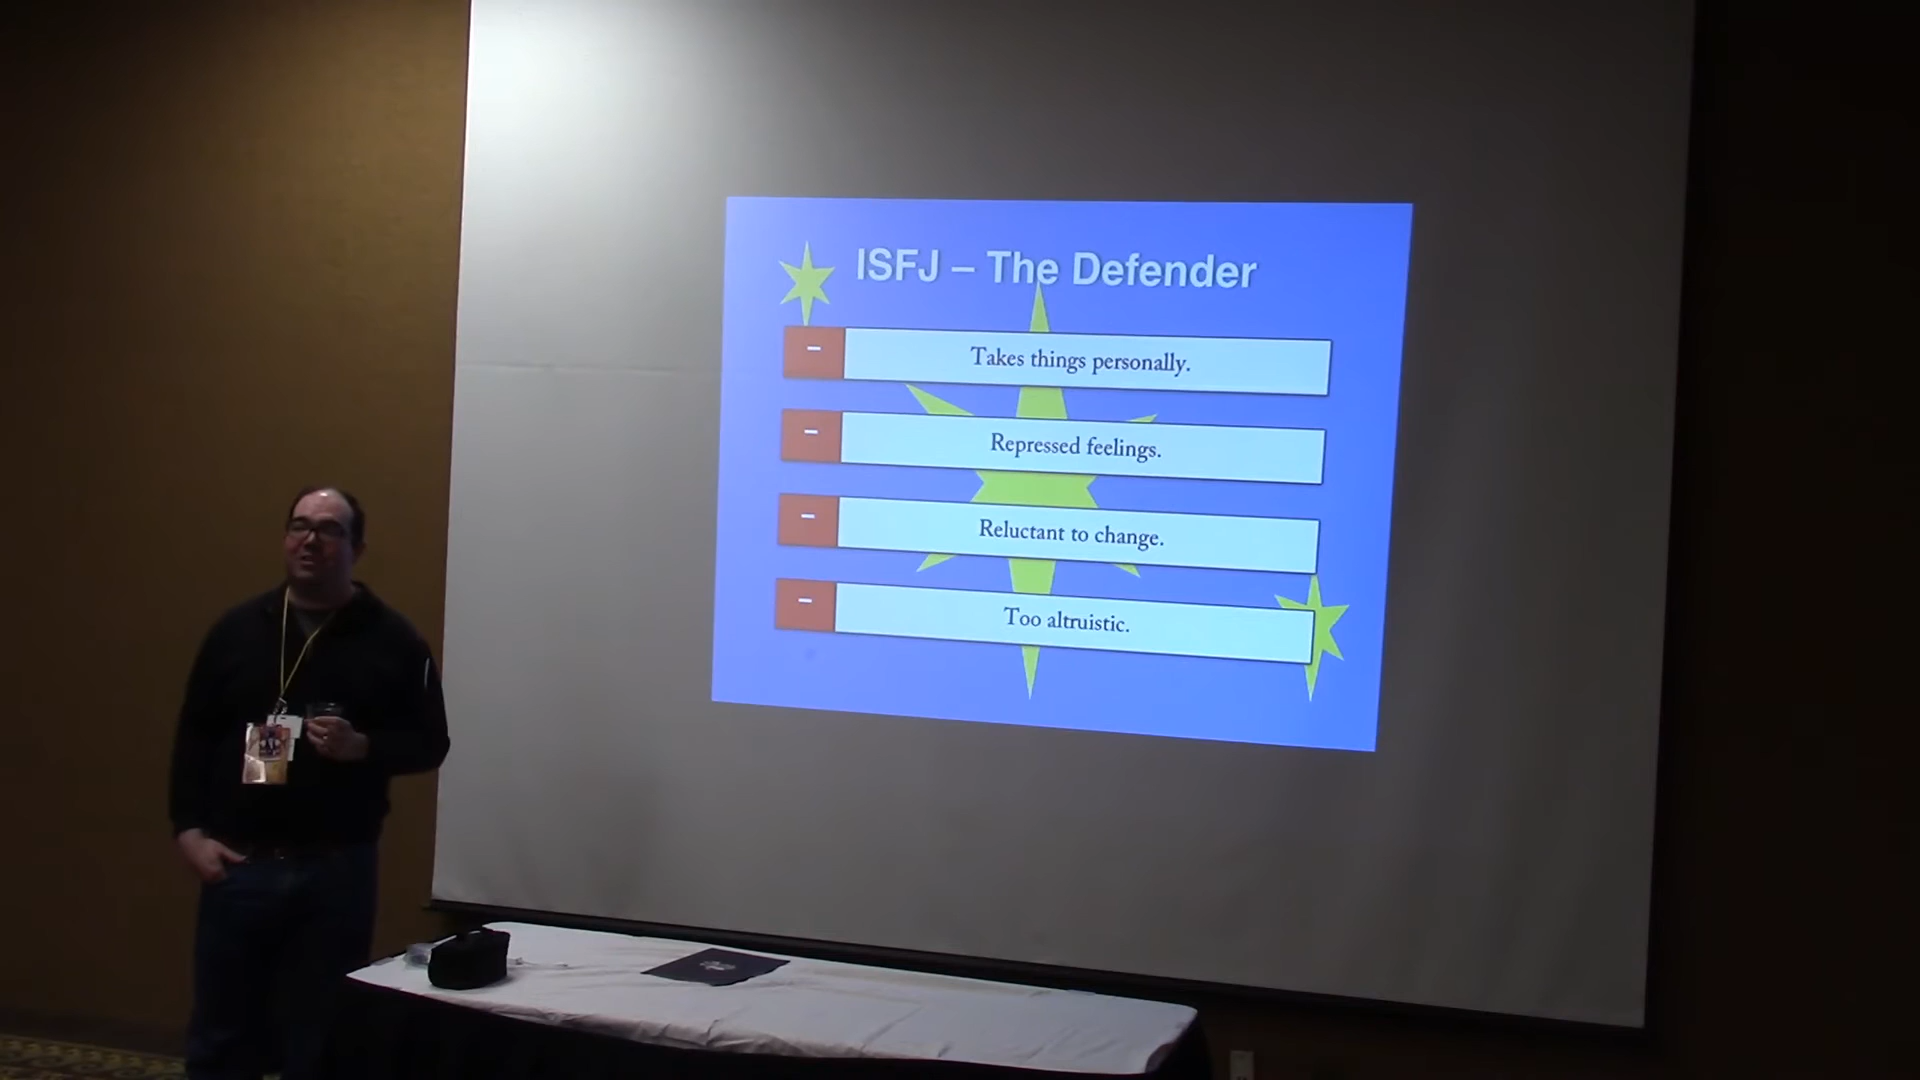 ISFJ – The Defender
– Takes things personally.
– Repressed feelings.
– Reluctant to change.
– Too altruistic.